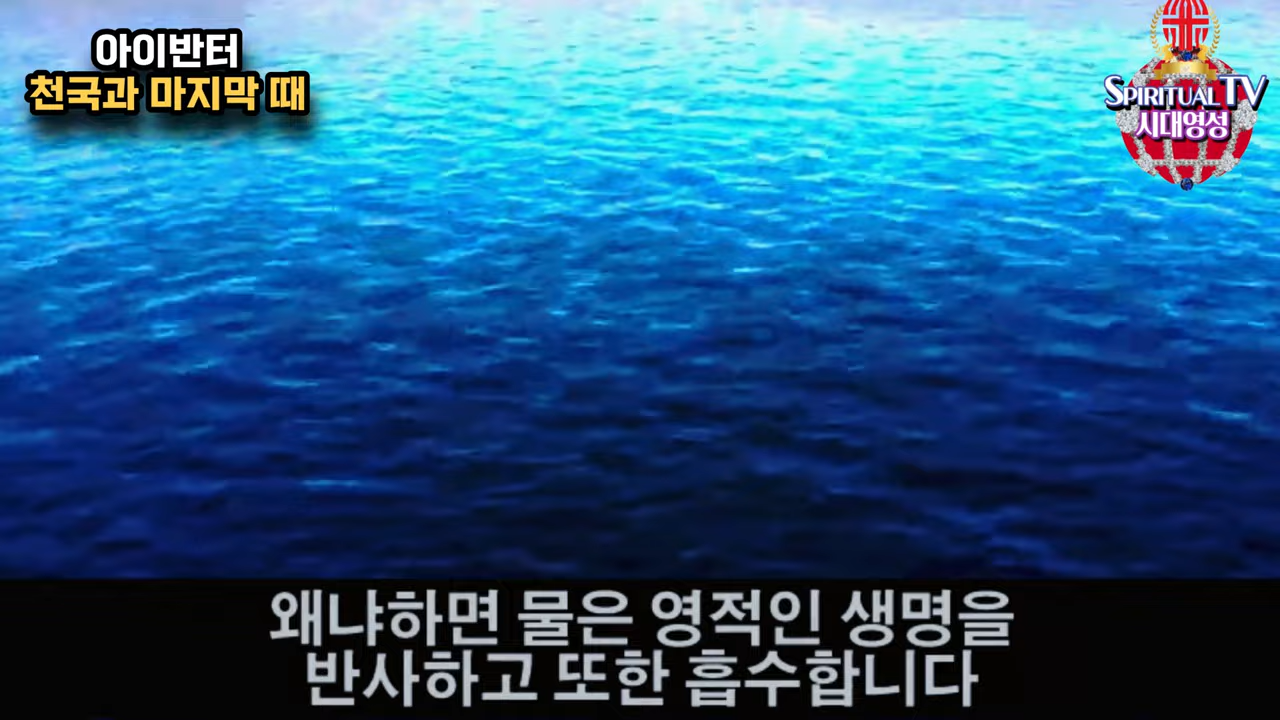 아이반터
천국과 마지막 때
SPIRITUAL TV
시대영성
왜냐하면 물은 영적인 생명을
반사하고 또한 흡수합니다